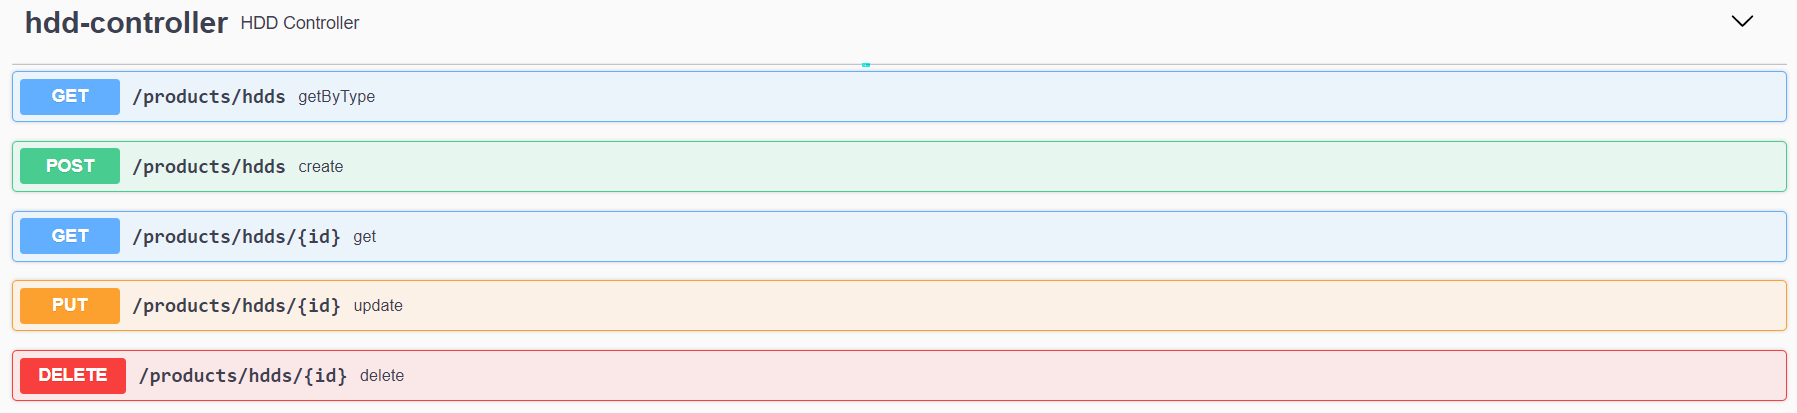 hdd-controller HDD Controller
GET /products/hdds getByType
POST /products/hdds create
GET /products/hdds/{id} get
PUT /products/hdds/{id} update
DELETE /products/hdds/{id} delete